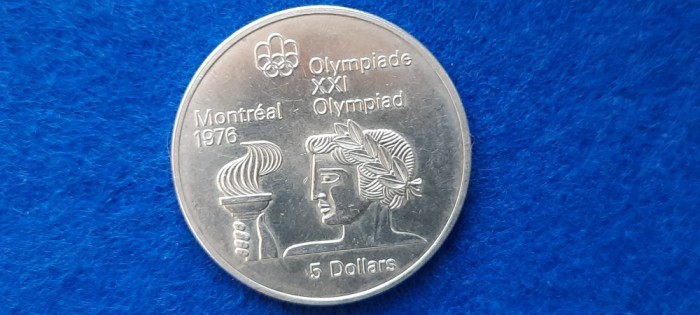 Olympiade
XXI
Montréal Olympiad
1976
5 Dollars